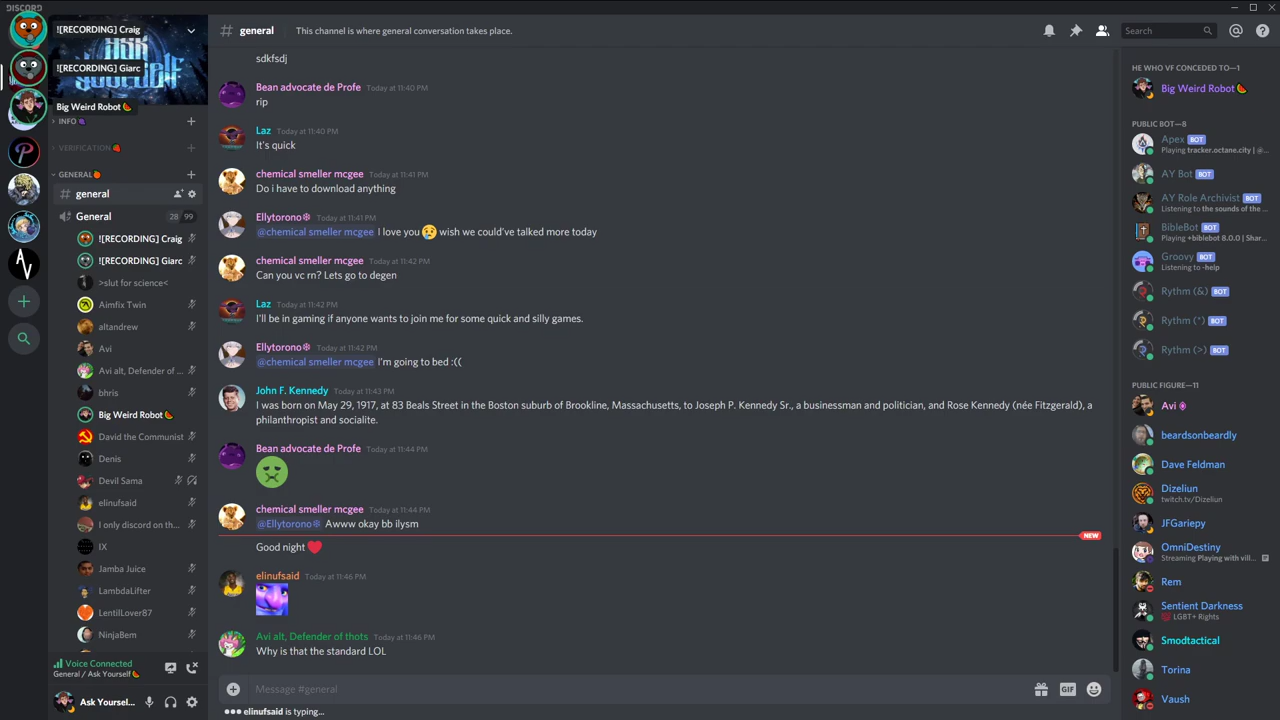 DISCORD
![RECORDING] Craig
![RECORDING] Giarc
ASK YOURSELF
Big Weird Robot
INFO
VERIFICATION
GENERAL
# general
General 28 99
![RECORDING] Craig
![RECORDING] Giarc
>slut for science<
Aimfix Twin
altandrew
Avi
Avi alt, Defender of ...
bhris
Big Weird Robot
David the Communist
Denis
Devil Sama
elinufsaid
I only discord on th...
IX
Jamba Juice
LambdaLifter
LentilLover87
NinjaBem
Voice Connected
General / Ask Yourself
Ask Yoursel...
# general This channel is where general conversation takes place.
Search
sdkfsdj
Bean advocate de Profe Today at 11:40 PM
rip
Laz Today at 11:40 PM
It's quick
chemical smeller mcgee Today at 11:41 PM
Do i have to download anything
Ellytorono❄ Today at 11:41 PM
@chemical smeller mcgee I love you 😢 wish we could've talked more today
chemical smeller mcgee Today at 11:42 PM
Can you vc rn? Lets go to degen
Laz Today at 11:42 PM
I'll be in gaming if anyone wants to join me for some quick and silly games.
Ellytorono❄ Today at 11:42 PM
@chemical smeller mcgee I'm going to bed :((
John F. Kennedy Today at 11:43 PM
I was born on May 29, 1917, at 83 Beals Street in the Boston suburb of Brookline, Massachusetts, to Joseph P. Kennedy Sr., a businessman and politician, and Rose Kennedy (née Fitzgerald), a
philanthropist and socialite.
Bean advocate de Profe Today at 11:44 PM
chemical smeller mcgee Today at 11:44 PM
@Ellytorono❄ Awww okay bb ilysm
NEW
Good night ❤
elinufsaid Today at 11:46 PM
Avi alt, Defender of thots Today at 11:46 PM
Why is that the standard LOL
Message #general
GIF
elinufsaid is typing...
HE WHO VF CONCEDED TO—1
Big Weird Robot
PUBLIC BOT—8
Apex BOT
Playing tracker.octane.city | @...
AY Bot BOT
AY Role Archivist BOT
Listening to the sounds of the ...
BibleBot BOT
Playing +biblebot 8.0.0 | Shar...
Groovy BOT
Listening to -help
Rythm (&) BOT
Rythm (*) BOT
Rythm (>) BOT
PUBLIC FIGURE—11
Avi
beardsonbeardly
Dave Feldman
Dizeliun
twitch.tv/Dizeliun
JFGariepy
OmniDestiny
Streaming Playing with vill...
Rem
Sentient Darkness
LGBT+ Rights
Smodtactical
Torina
Vaush